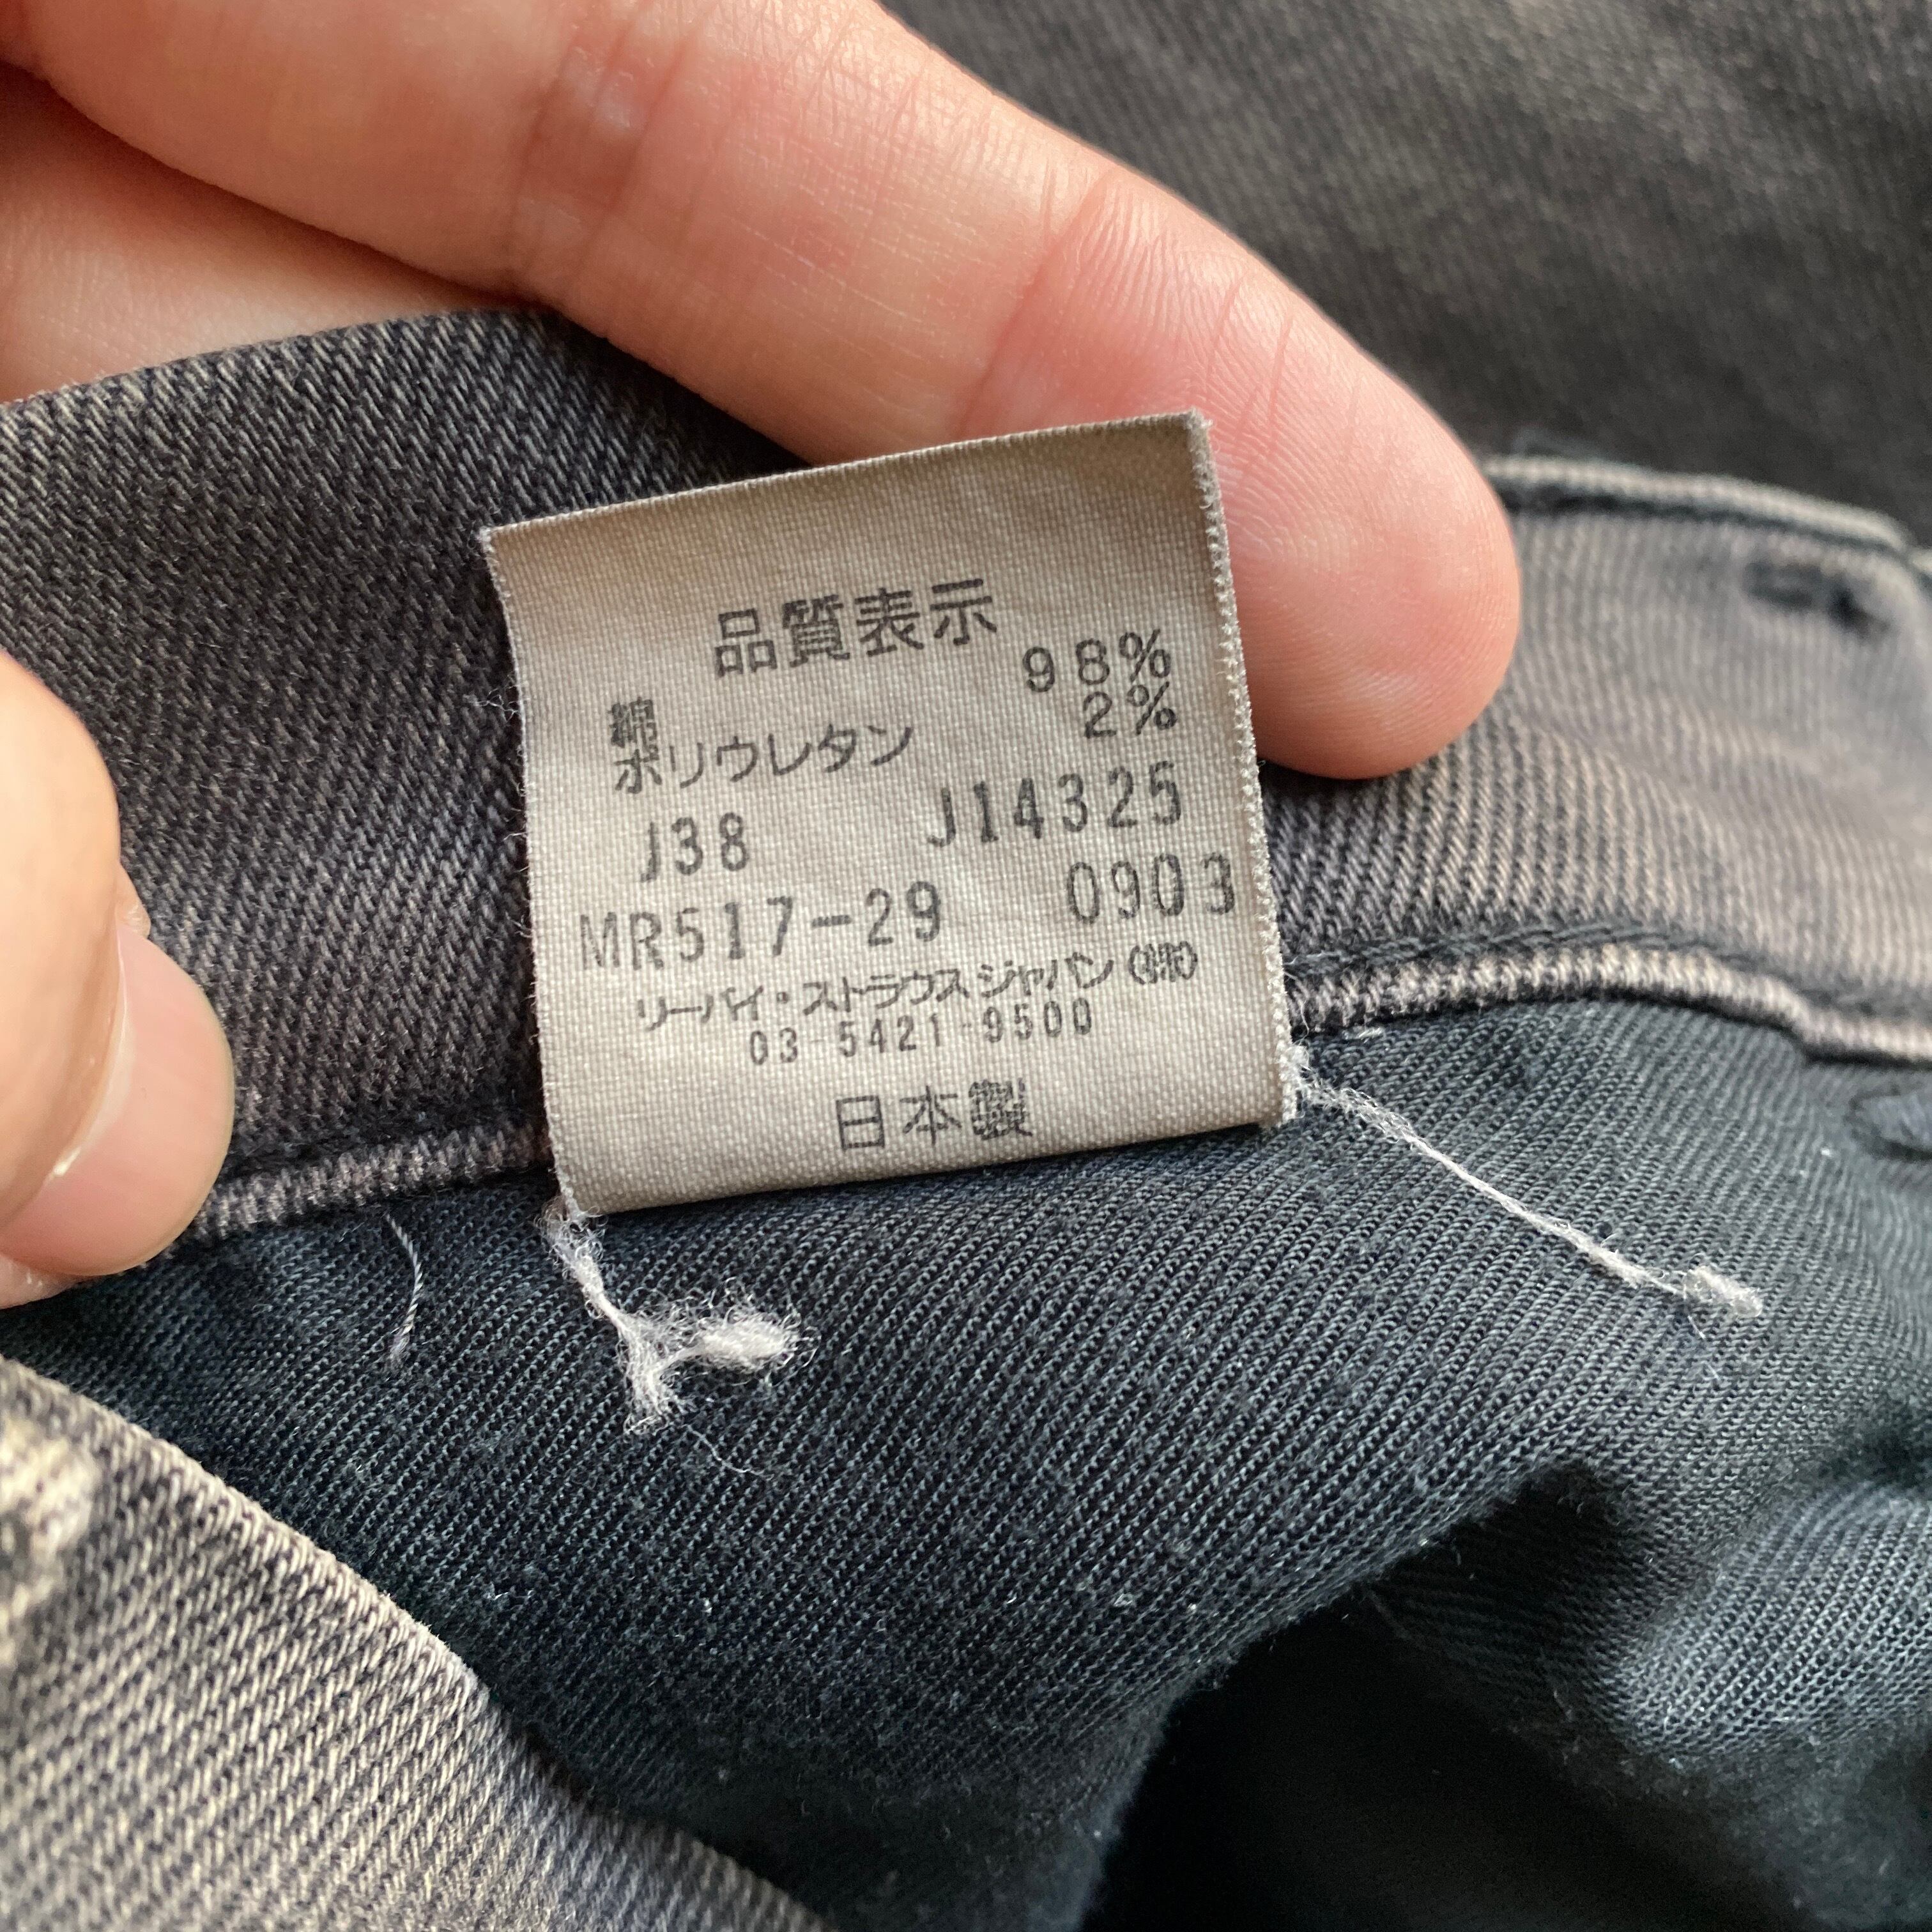 品質表示
綿 98%
ポリウレタン 2%
J38 J14325
MR517-29 0903
リーバイ・ストラウス ジャパン(株)
03-5421-9500
日本製